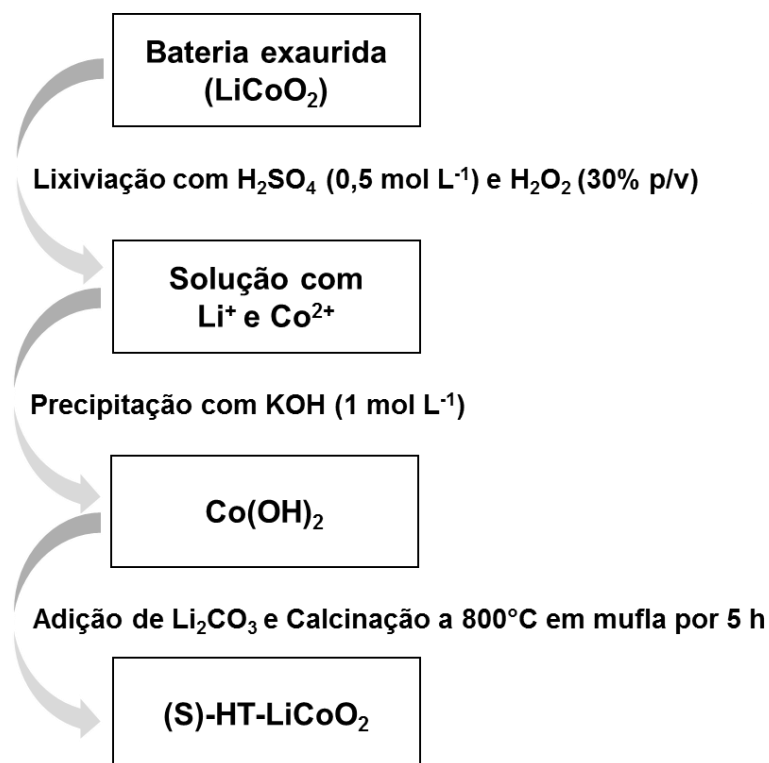 Bateria exaurida
(LiCoO₂)
Lixiviação com H₂SO₄ (0,5 mol L⁻¹) e H₂O₂ (30% p/v)
Solução com
Li⁺ e Co²⁺
Precipitação com KOH (1 mol L⁻¹)
Co(OH)₂
Adição de Li₂CO₃ e Calcinação a 800°C em mufla por 5 h
(S)-HT-LiCoO₂